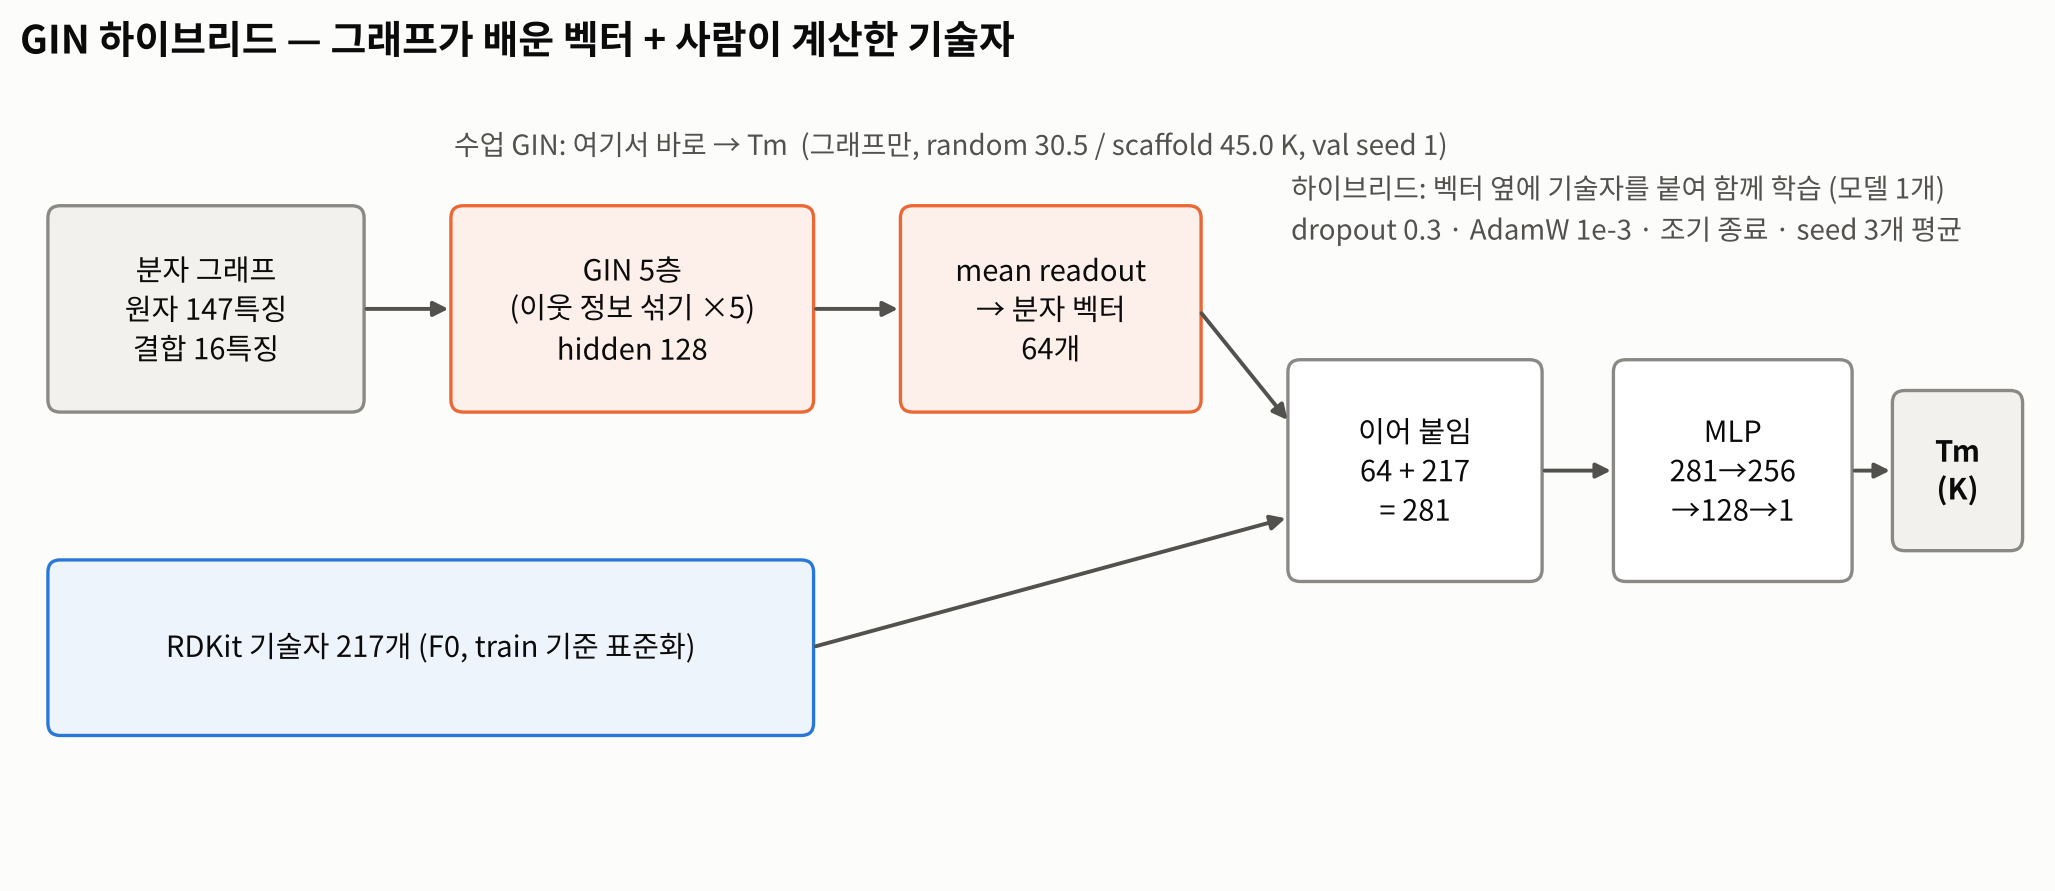 GIN 하이브리드 — 그래프가 배운 벡터 + 사람이 계산한 기술자
수업 GIN: 여기서 바로 → Tm (그래프만, random 30.5 / scaffold 45.0 K, val seed 1)
하이브리드: 벡터 옆에 기술자를 붙여 함께 학습 (모델 1개)
dropout 0.3 · AdamW 1e-3 · 조기 종료 · seed 3개 평균
분자 그래프
원자 147특징
결합 16특징
GIN 5층
(이웃 정보 섞기 ×5)
hidden 128
mean readout
→ 분자 벡터
64개
이어 붙임
64 + 217
= 281
MLP
281→256
→128→1
Tm
(K)
RDKit 기술자 217개 (F0, train 기준 표준화)